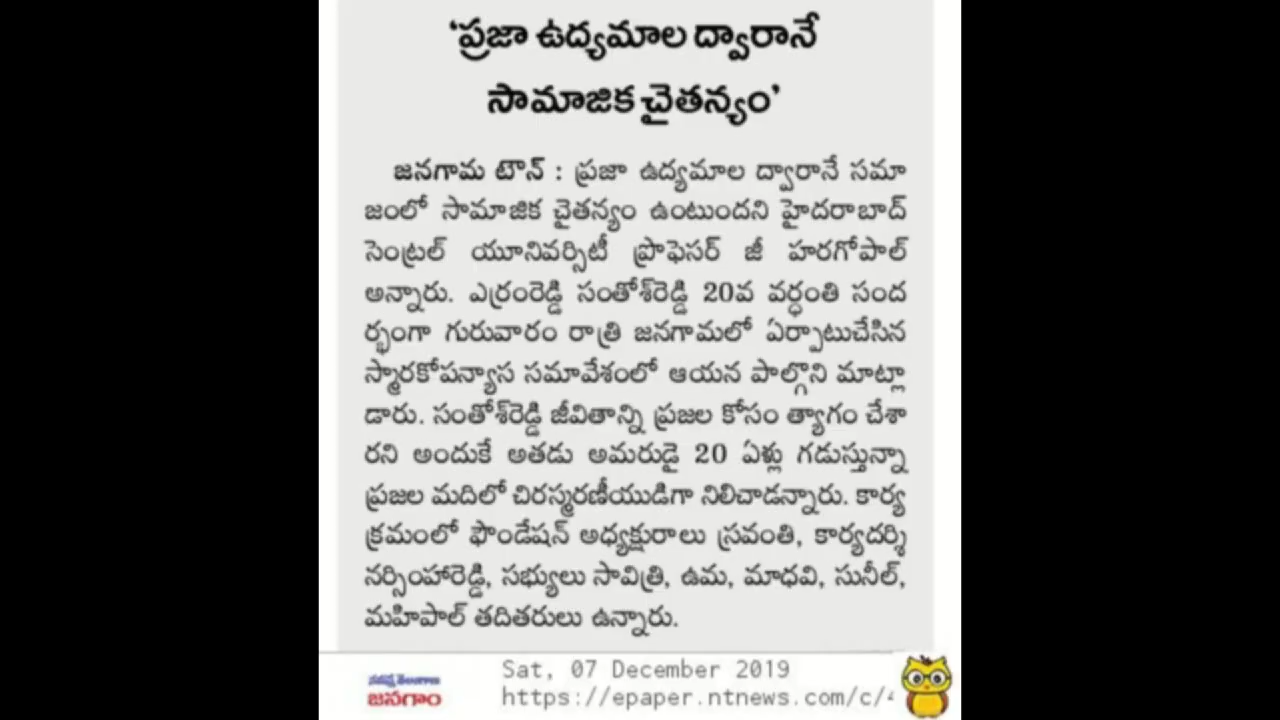 ‘ప్రజా ఉద్యమాల ద్వారానే
సామాజిక చైతన్యం’
జనగామ టౌన్ : ప్రజా ఉద్యమాల ద్వారానే సమా
జంలో సామాజిక చైతన్యం ఉంటుందని హైదరాబాద్
సెంట్రల్ యూనివర్సిటీ ప్రొఫెసర్ జీ హరగోపాల్
అన్నారు. ఎర్రంరెడ్డి సంతోశ్‌రెడ్డి 20వ వర్ధంతి సంద
ర్భంగా గురువారం రాత్రి జనగామలో ఏర్పాటుచేసిన
స్మారకోపన్యాస సమావేశంలో ఆయన పాల్గొని మాట్లా
డారు. సంతోశ్‌రెడ్డి జీవితాన్ని ప్రజల కోసం త్యాగం చేశా
రని అందుకే అతడు అమరుడై 20 ఏళ్లు గడుస్తున్నా
ప్రజల మదిలో చిరస్మరణీయుడిగా నిలిచాడన్నారు. కార్య
క్రమంలో ఫౌండేషన్ అధ్యక్షురాలు స్రవంతి, కార్యదర్శి
నర్సింహారెడ్డి, సభ్యులు సావిత్రి, ఉమ, మాధవి, సునీల్,
మహిపాల్ తదితరులు ఉన్నారు.
నమస్తే తెలంగాణ
జనగాం
Sat, 07 December 2019
https://epaper.ntnews.com/c/4